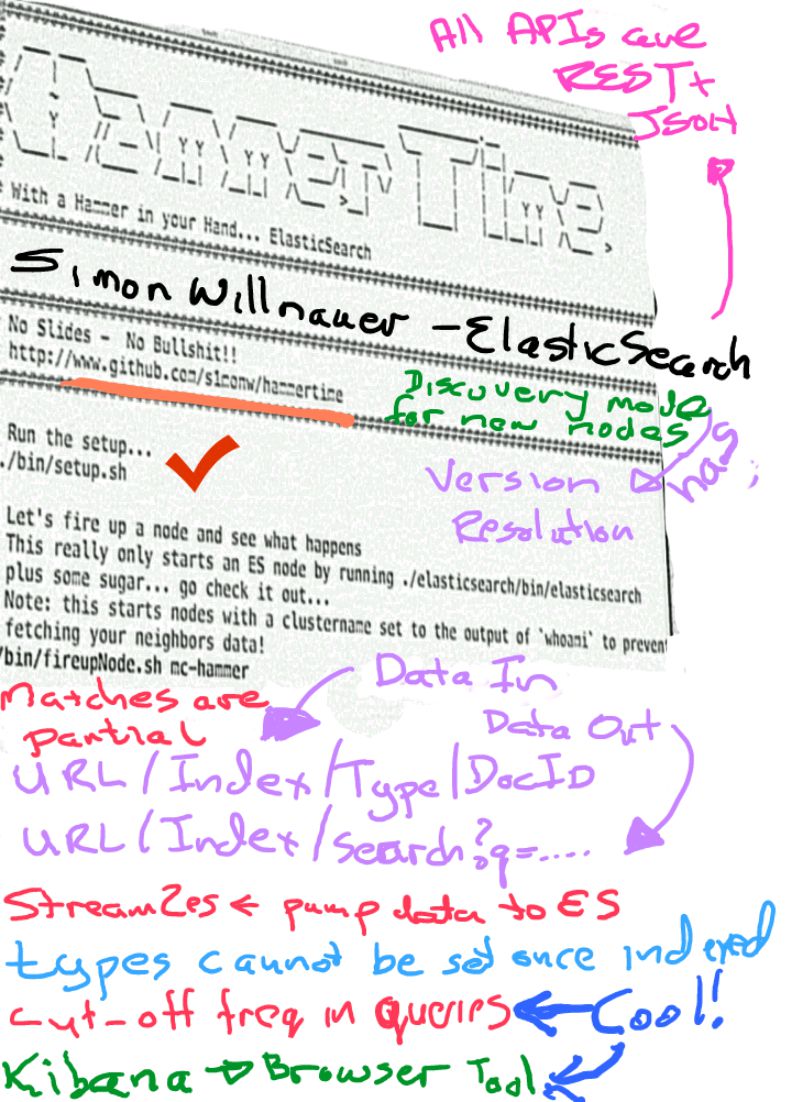 All APIs are
REST +
JSON
HammerTime
With a Hammer in your Hand... ElasticSearch
Simon Willnauer - ElasticSearch
No Slides - No Bullshit!!
http://www.github.com/s1monw/hammertime
Discovery mode
for new nodes
has
Version
Resolution
Run the setup...
./bin/setup.sh
Let's fire up a node and see what happens
This really only starts an ES node by running ./elasticsearch/bin/elasticsearch
plus some sugar... go check it out...
Note: this starts nodes with a clustername set to the output of `whoami` to prevent
fetching your neighbors data!
/bin/fireupNode.sh mc-hammer
Data In
Matches are
partial
Data Out
URL/Index/Type/DocID
URL/Index/search?q=....
Stream2es ← pump data to ES
types cannot be set once indexed
cut-off freq in queries Cool!
Kibana → Browser Tool